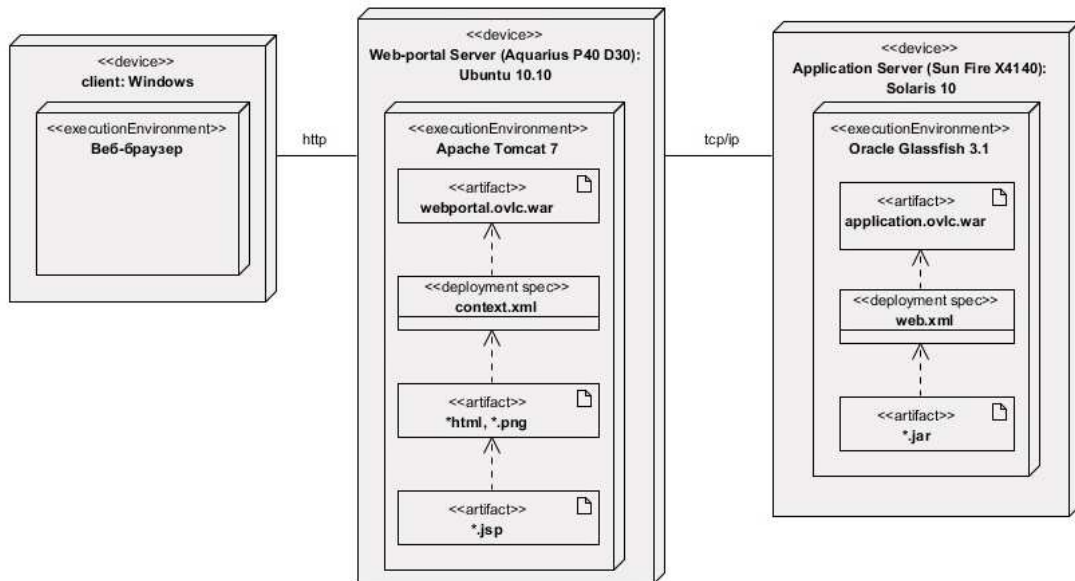 <<device>>
client: Windows
<<executionEnvironment>>
Веб-браузер
http
<<device>>
Web-portal Server (Aquarius P40 D30):
Ubuntu 10.10
<<executionEnvironment>>
Apache Tomcat 7
<<artifact>>
webportal.ovlc.war
<<deployment spec>>
context.xml
<<artifact>>
*html, *.png
<<artifact>>
*.jsp
tcp/ip
<<device>>
Application Server (Sun Fire X4140):
Solaris 10
<<executionEnvironment>>
Oracle Glassfish 3.1
<<artifact>>
application.ovlc.war
<<deployment spec>>
web.xml
<<artifact>>
*.jar